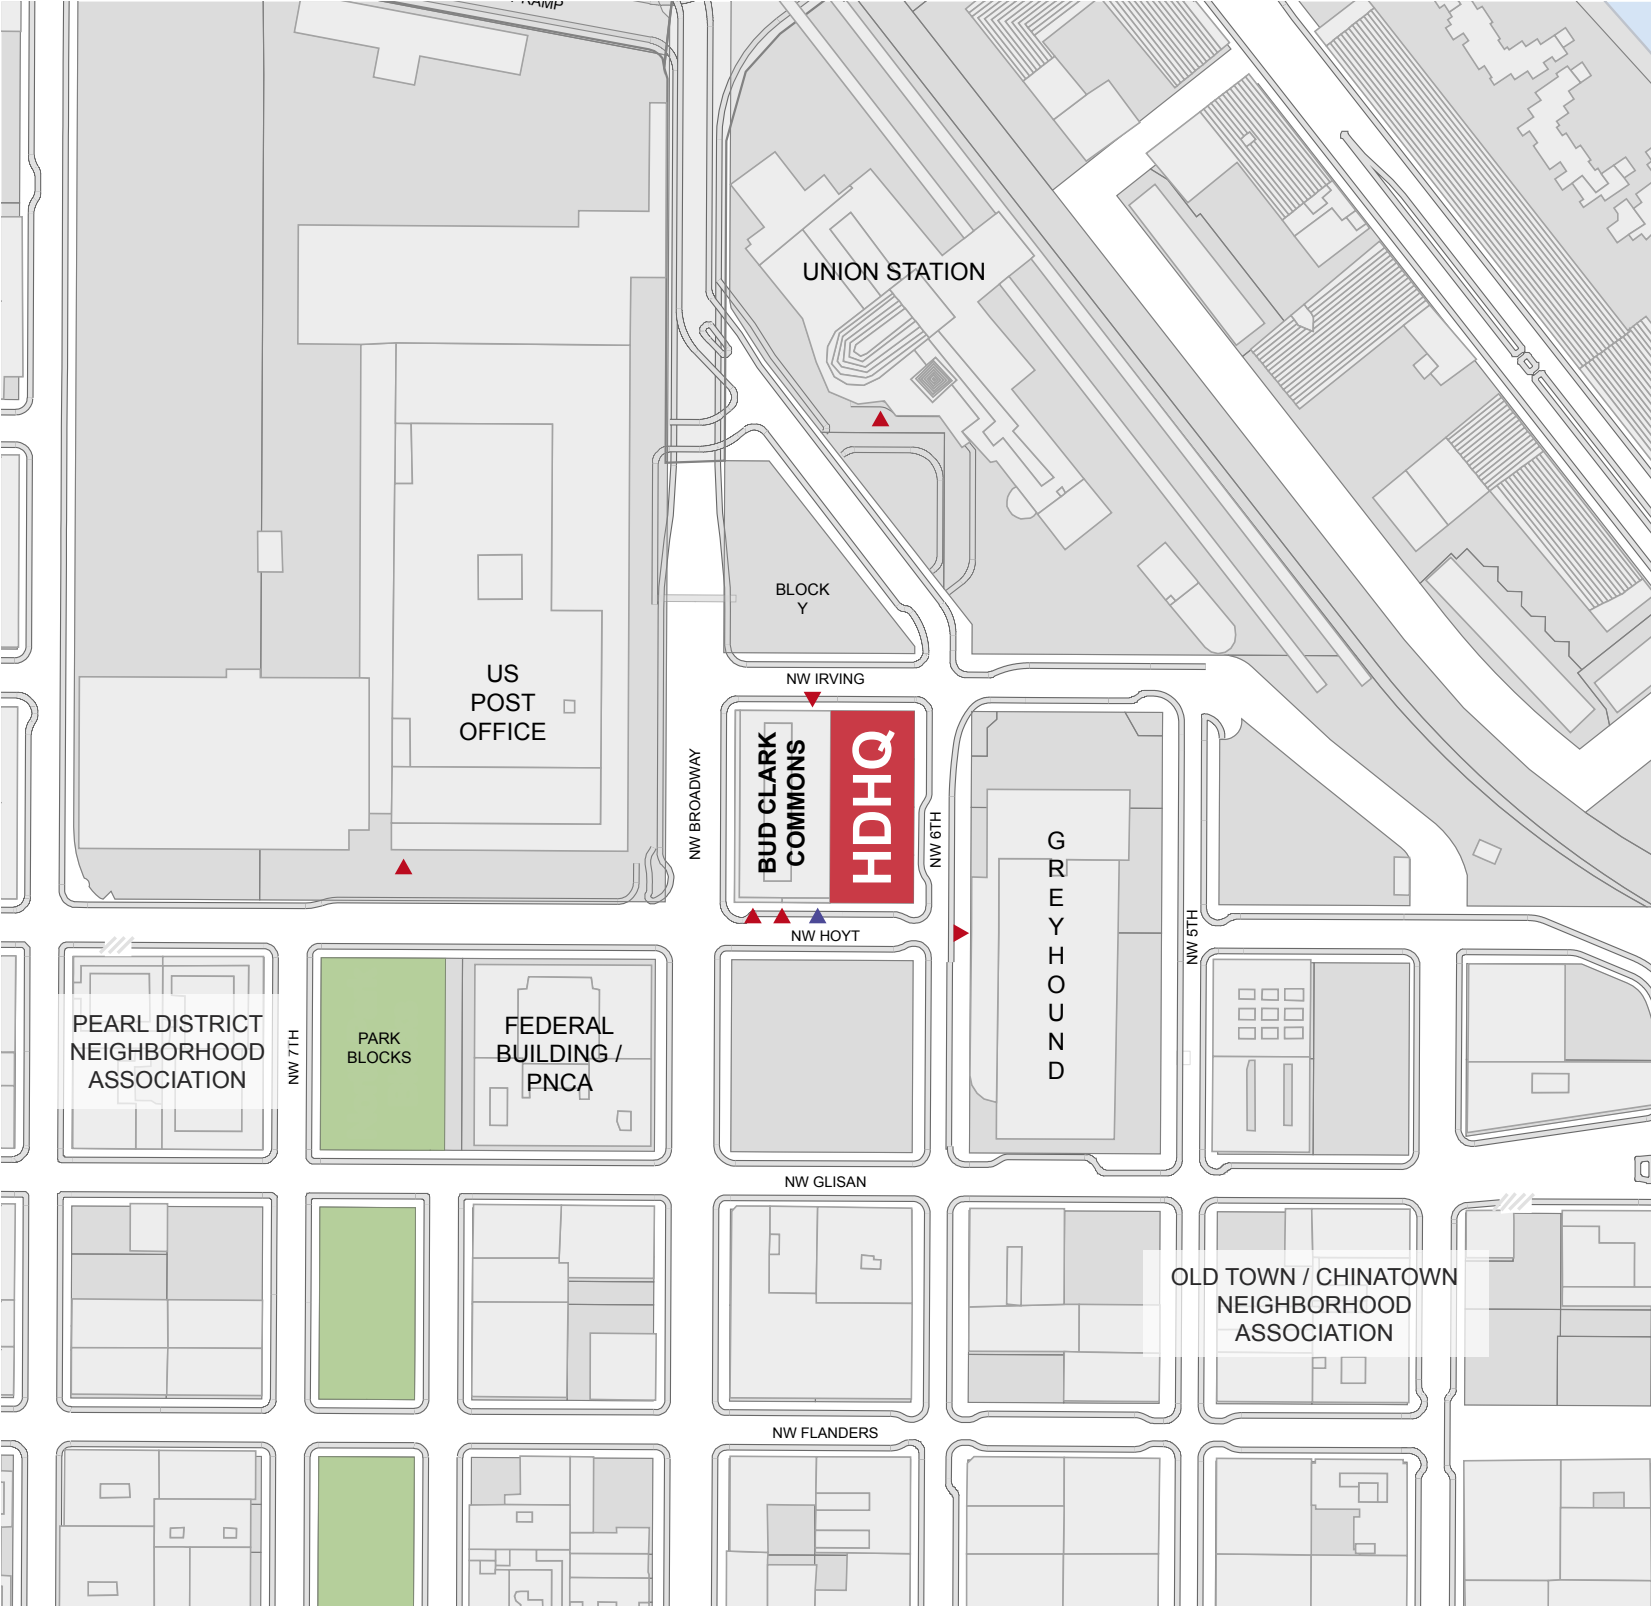 RAMP
UNION STATION
BLOCK
Y
US
POST
OFFICE
NW IRVING
NW BROADWAY
BUD CLARK
COMMONS
HDHQ
NW 6TH
GREYHOUND
NW 5TH
NW HOYT
PEARL DISTRICT
NEIGHBORHOOD
ASSOCIATION
NW 7TH
PARK
BLOCKS
FEDERAL
BUILDING /
PNCA
NW GLISAN
OLD TOWN / CHINATOWN
NEIGHBORHOOD
ASSOCIATION
NW FLANDERS